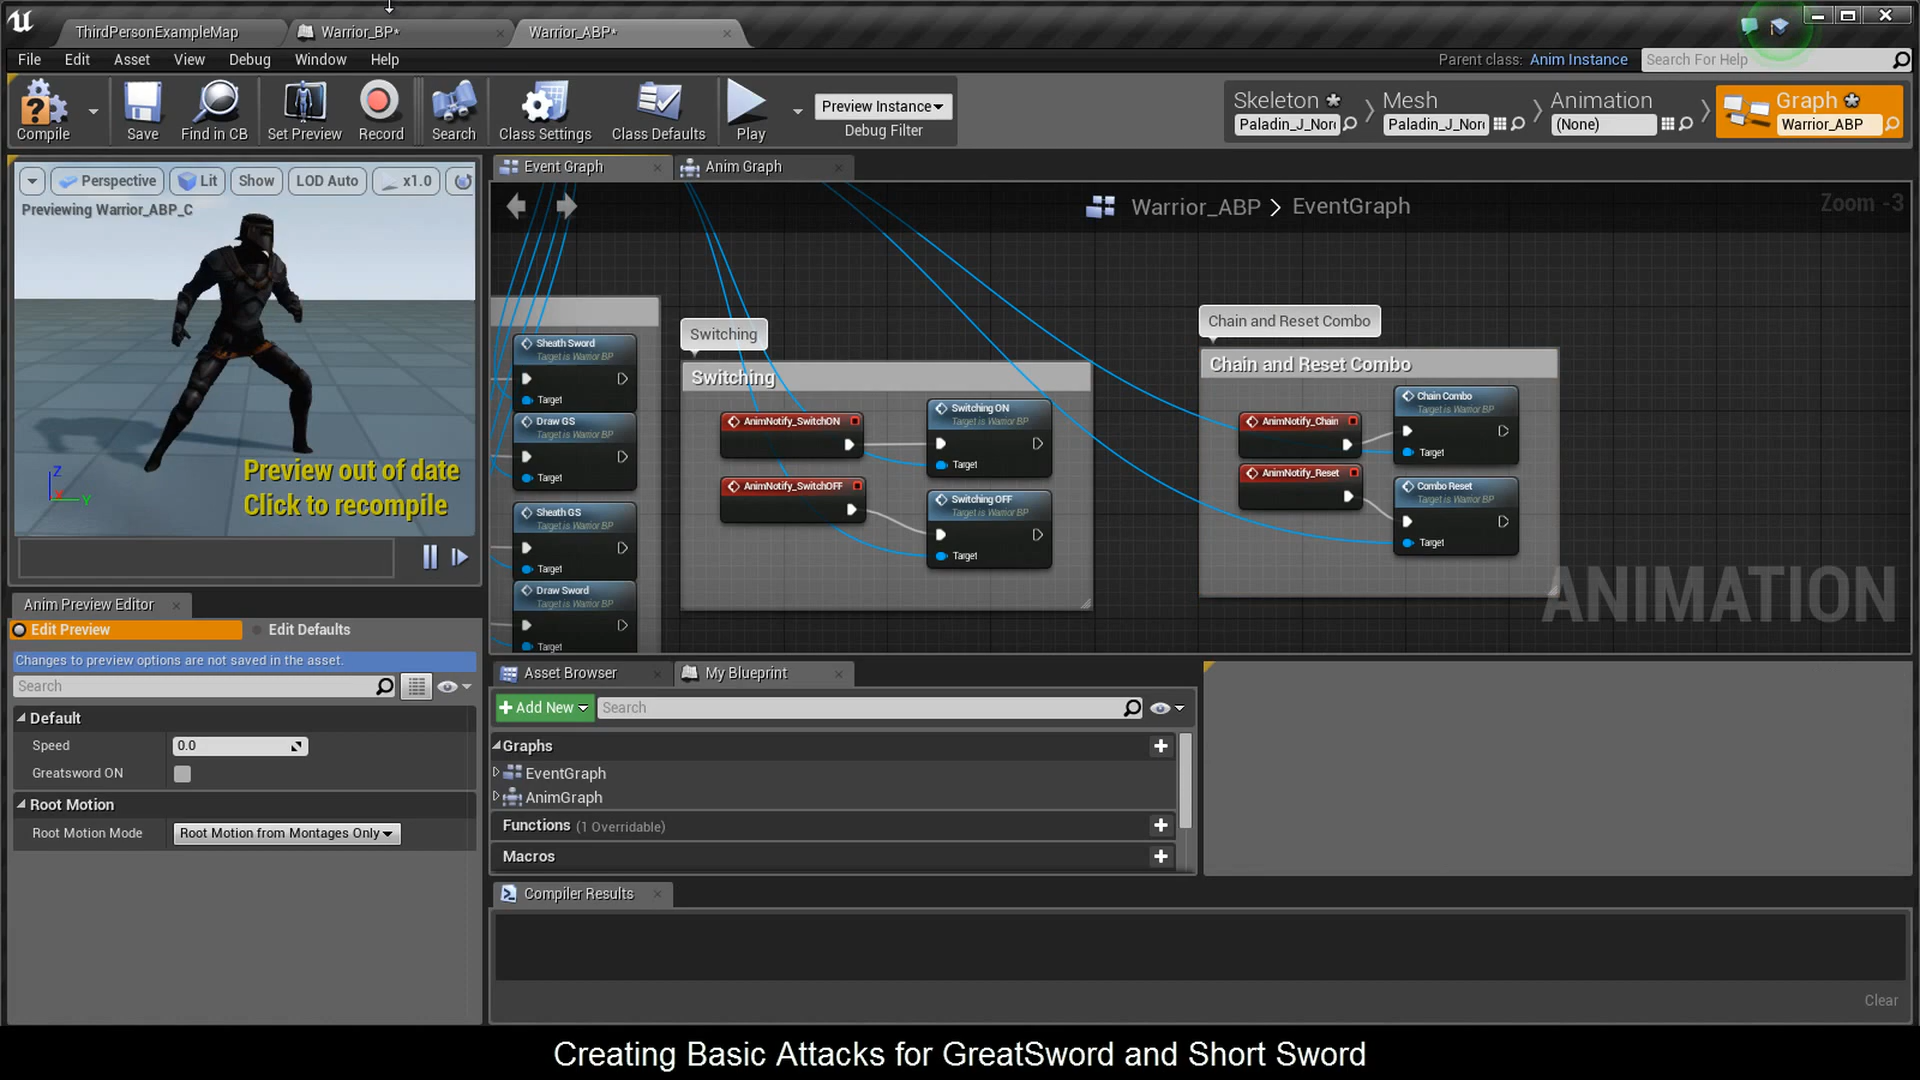 ThirdPersonExampleMap
Warrior_BP*
Warrior_ABP*
File Edit Asset View Debug Window Help
Parent class: Anim Instance
Search For Help
Compile
Save
Find in CB
Set Preview
Record
Search
Class Settings
Class Defaults
Play
Preview Instance
Debug Filter
Skeleton
Paladin_J_Nor
Mesh
Paladin_J_Nor
Animation
(None)
Graph
Warrior_ABP
Perspective
Lit
Show
LOD Auto
x1.0
Previewing Warrior_ABP_C
Z
Y
Preview out of date
Click to recompile
Event Graph
Anim Graph
Warrior_ABP > EventGraph
Zoom -3
Sheath Sword
Target is Warrior BP
Target
Draw GS
Target is Warrior BP
Target
Sheath GS
Target is Warrior BP
Target
Draw Sword
Target is Warrior BP
Target
Switching
Switching
AnimNotify_SwitchON
Switching ON
Target is Warrior BP
Target
AnimNotify_SwitchOFF
Switching OFF
Target is Warrior BP
Target
Chain and Reset Combo
Chain and Reset Combo
AnimNotify_Chain
Chain Combo
Target is Warrior BP
Target
AnimNotify_Reset
Combo Reset
Target is Warrior BP
Target
ANIMATION
Anim Preview Editor
Edit Preview
Edit Defaults
Changes to preview options are not saved in the asset.
Search
Default
Speed
0.0
Greatsword ON
Root Motion
Root Motion Mode
Root Motion from Montages Only
Asset Browser
My Blueprint
Add New
Search
Graphs
EventGraph
AnimGraph
Functions (1 Overridable)
Macros
Compiler Results
Clear
Creating Basic Attacks for GreatSword and Short Sword